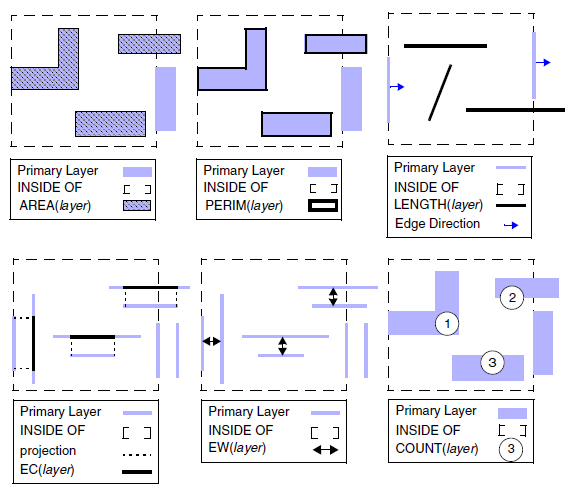 Primary Layer
INSIDE OF
AREA(layer)
Primary Layer
INSIDE OF
PERIM(layer)
Primary Layer
INSIDE OF
LENGTH(layer)
Edge Direction
Primary Layer
INSIDE OF
projection
EC(layer)
Primary Layer
INSIDE OF
EW(layer)
1
2
3
Primary Layer
INSIDE OF
COUNT(layer) 3